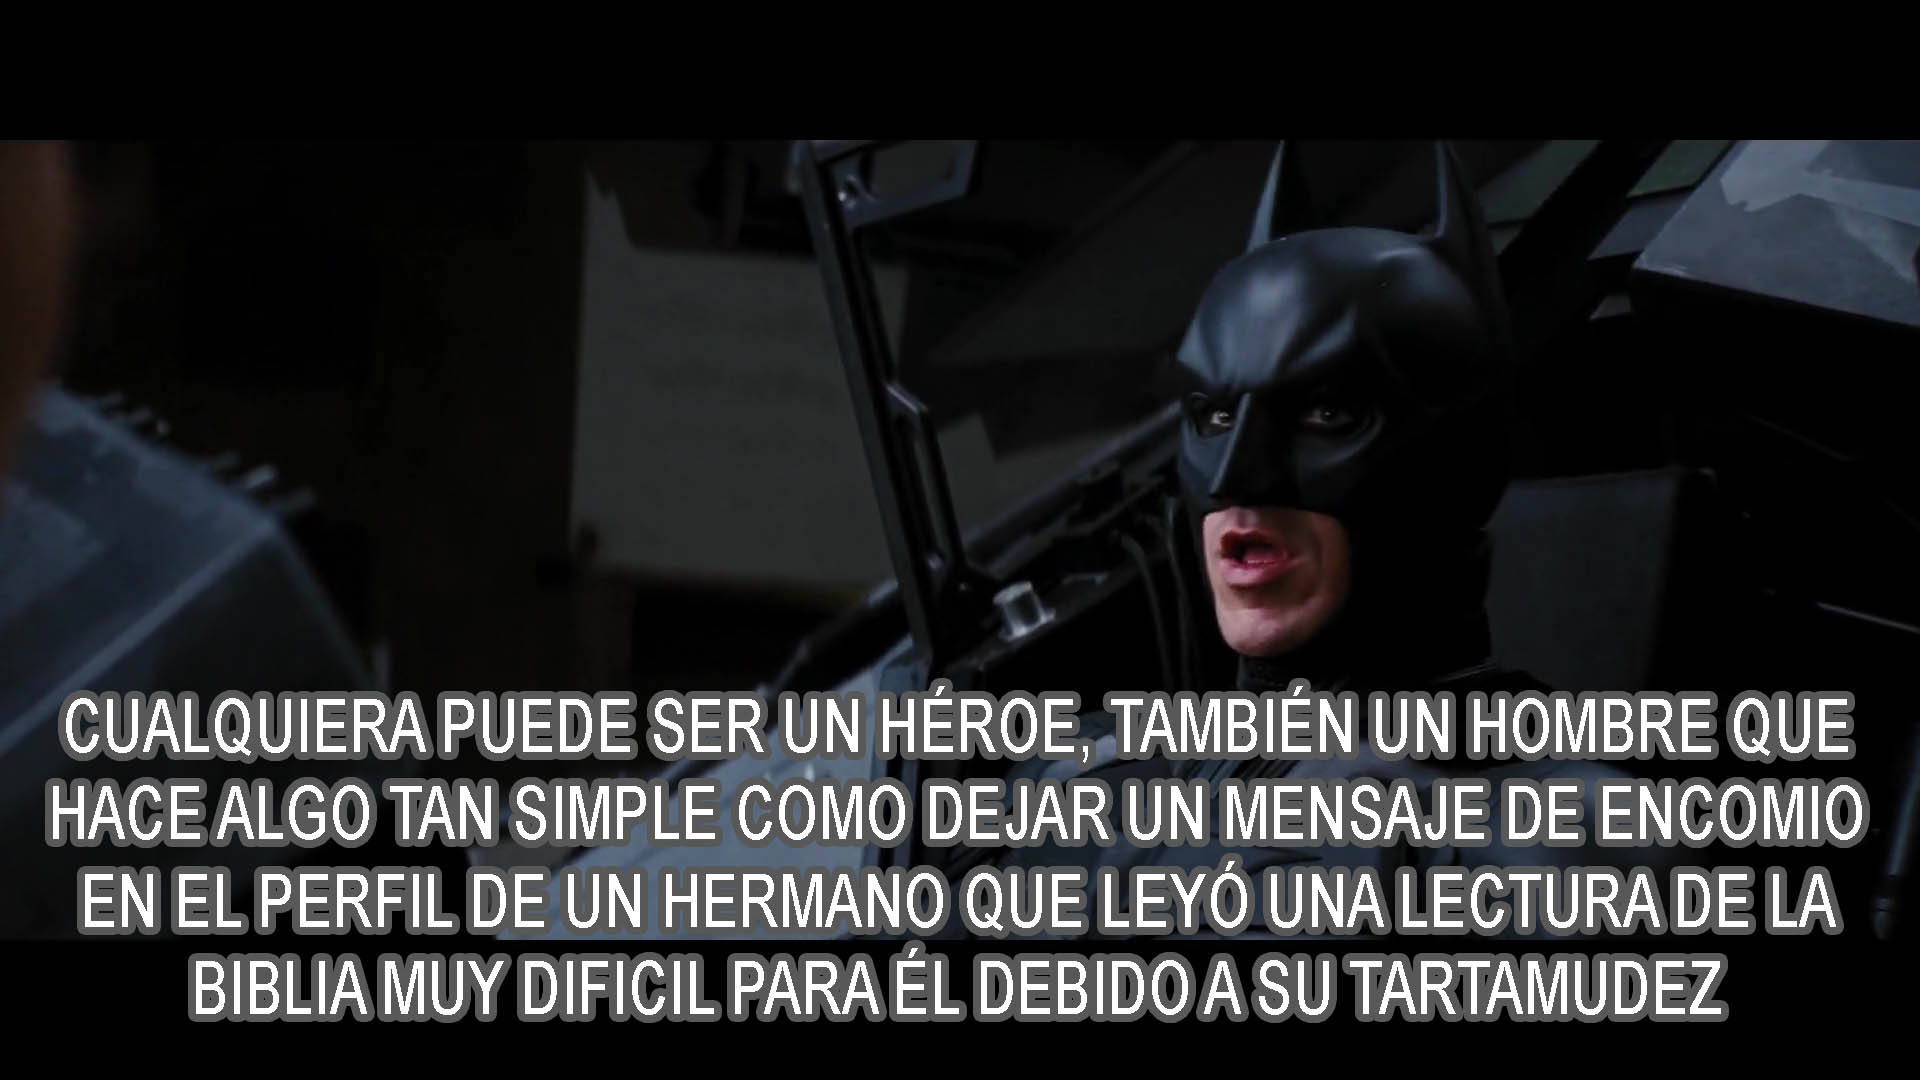 CUALQUIERA PUEDE SER UN HÉROE, TAMBIÉN UN HOMBRE QUE
HACE ALGO TAN SIMPLE COMO DEJAR UN MENSAJE DE ENCOMIO
EN EL PERFIL DE UN HERMANO QUE LEYÓ UNA LECTURA DE LA
BIBLIA MUY DIFICIL PARA ÉL DEBIDO A SU TARTAMUDEZ